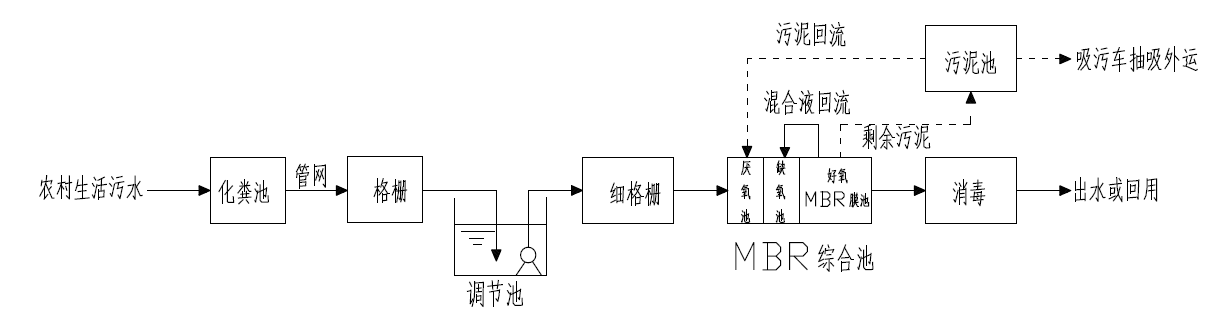 污泥回流
污泥池
吸污车抽吸外运
混合液回流
剩余污泥
农村生活污水
化粪池
管网
格栅
细格栅
厌氧池
缺氧池
好氧
MBR膜池
消毒
出水或回用
MBR综合池
调节池